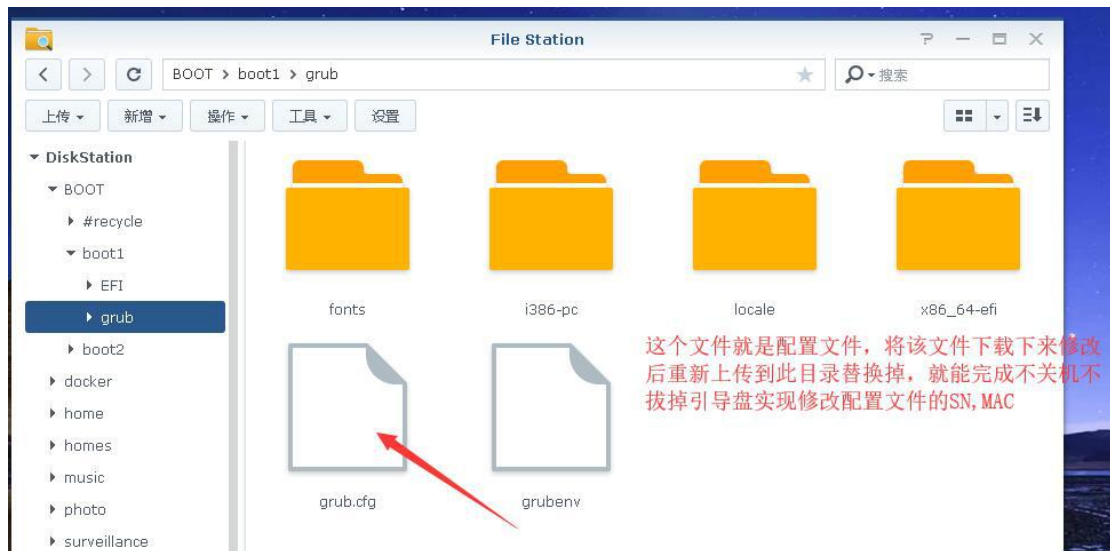 File Station
BOOT > boot1 > grub
搜索
上传 新增 操作 工具 设置
DiskStation
BOOT
#recycle
boot1
EFI
grub
boot2
docker
home
homes
music
photo
surveillance
fonts i386-pc locale x86_64-efi
这个文件就是配置文件, 将该文件下载下来修改
后重新上传到此目录替换掉, 就能完成不关机不
拔掉引导盘实现修改配置文件的SN,MAC
grub.cfg grubenv